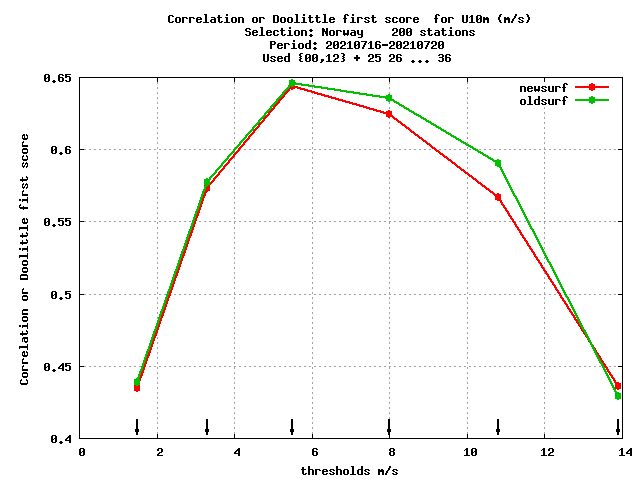 Correlation or Doolittle first score  for U10m (m/s)
Selection: Norway    200 stations
Period: 20210716-20210720
Used {00,12} + 25 26 ... 36
newsurf
oldsurf
0.65
0.6
0.55
0.5
0.45
0.4
Correlation or Doolittle first score
0 2 4 6 8 10 12 14
thresholds m/s